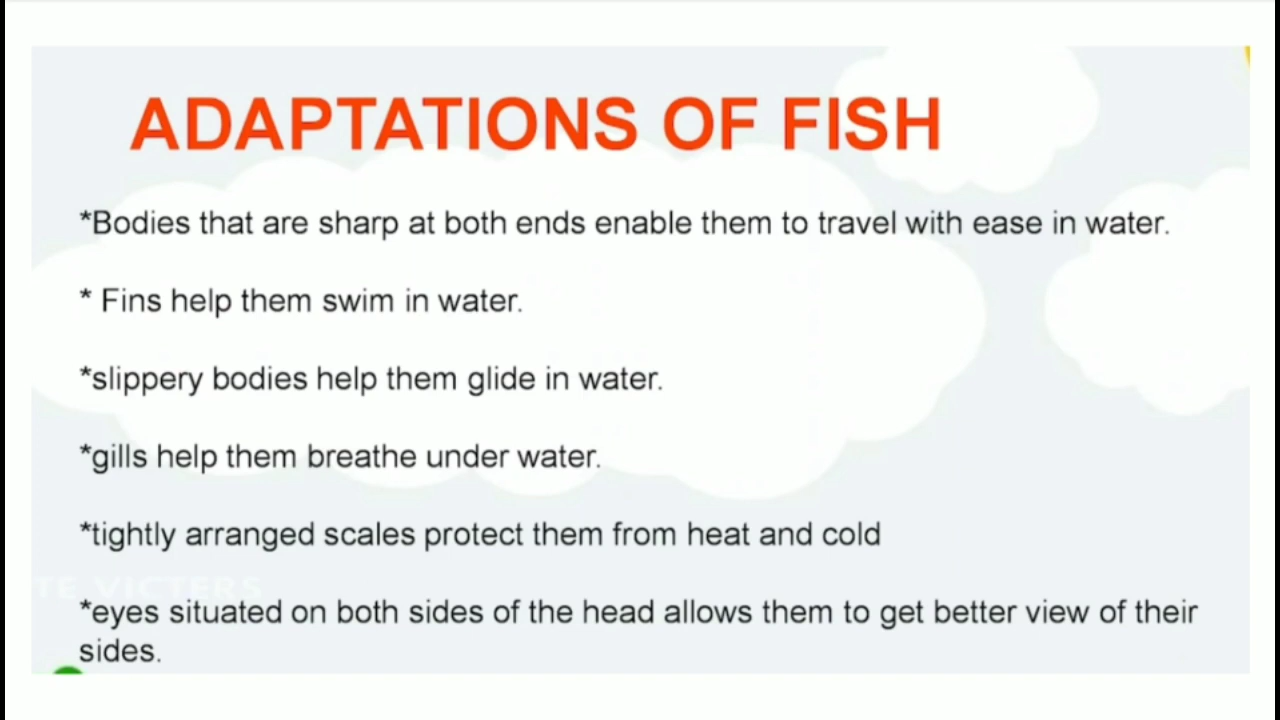 ADAPTATIONS OF FISH
*Bodies that are sharp at both ends enable them to travel with ease in water.
* Fins help them swim in water.
*slippery bodies help them glide in water.
*gills help them breathe under water.
*tightly arranged scales protect them from heat and cold
TE VICTERS
*eyes situated on both sides of the head allows them to get better view of their
sides.